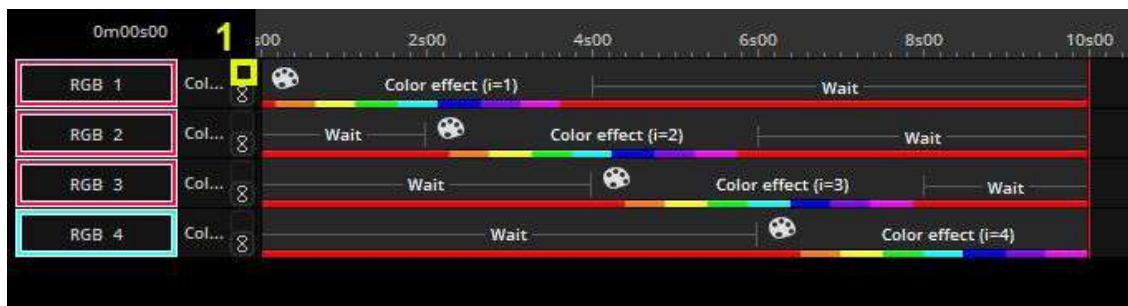 0m00s00 1 s00 2s00 4s00 6s00 8s00 10s00
RGB 1 Col... Color effect (i=1) Wait
RGB 2 Col... Wait Color effect (i=2) Wait
RGB 3 Col... Wait Color effect (i=3) Wait
RGB 4 Col... Wait Color effect (i=4)